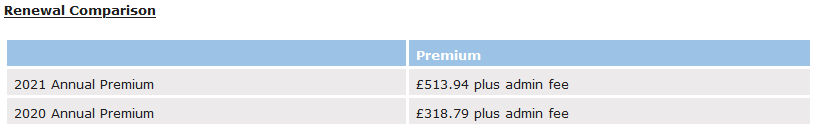 Renewal Comparison
Premium
2021 Annual Premium £513.94 plus admin fee
2020 Annual Premium £318.79 plus admin fee